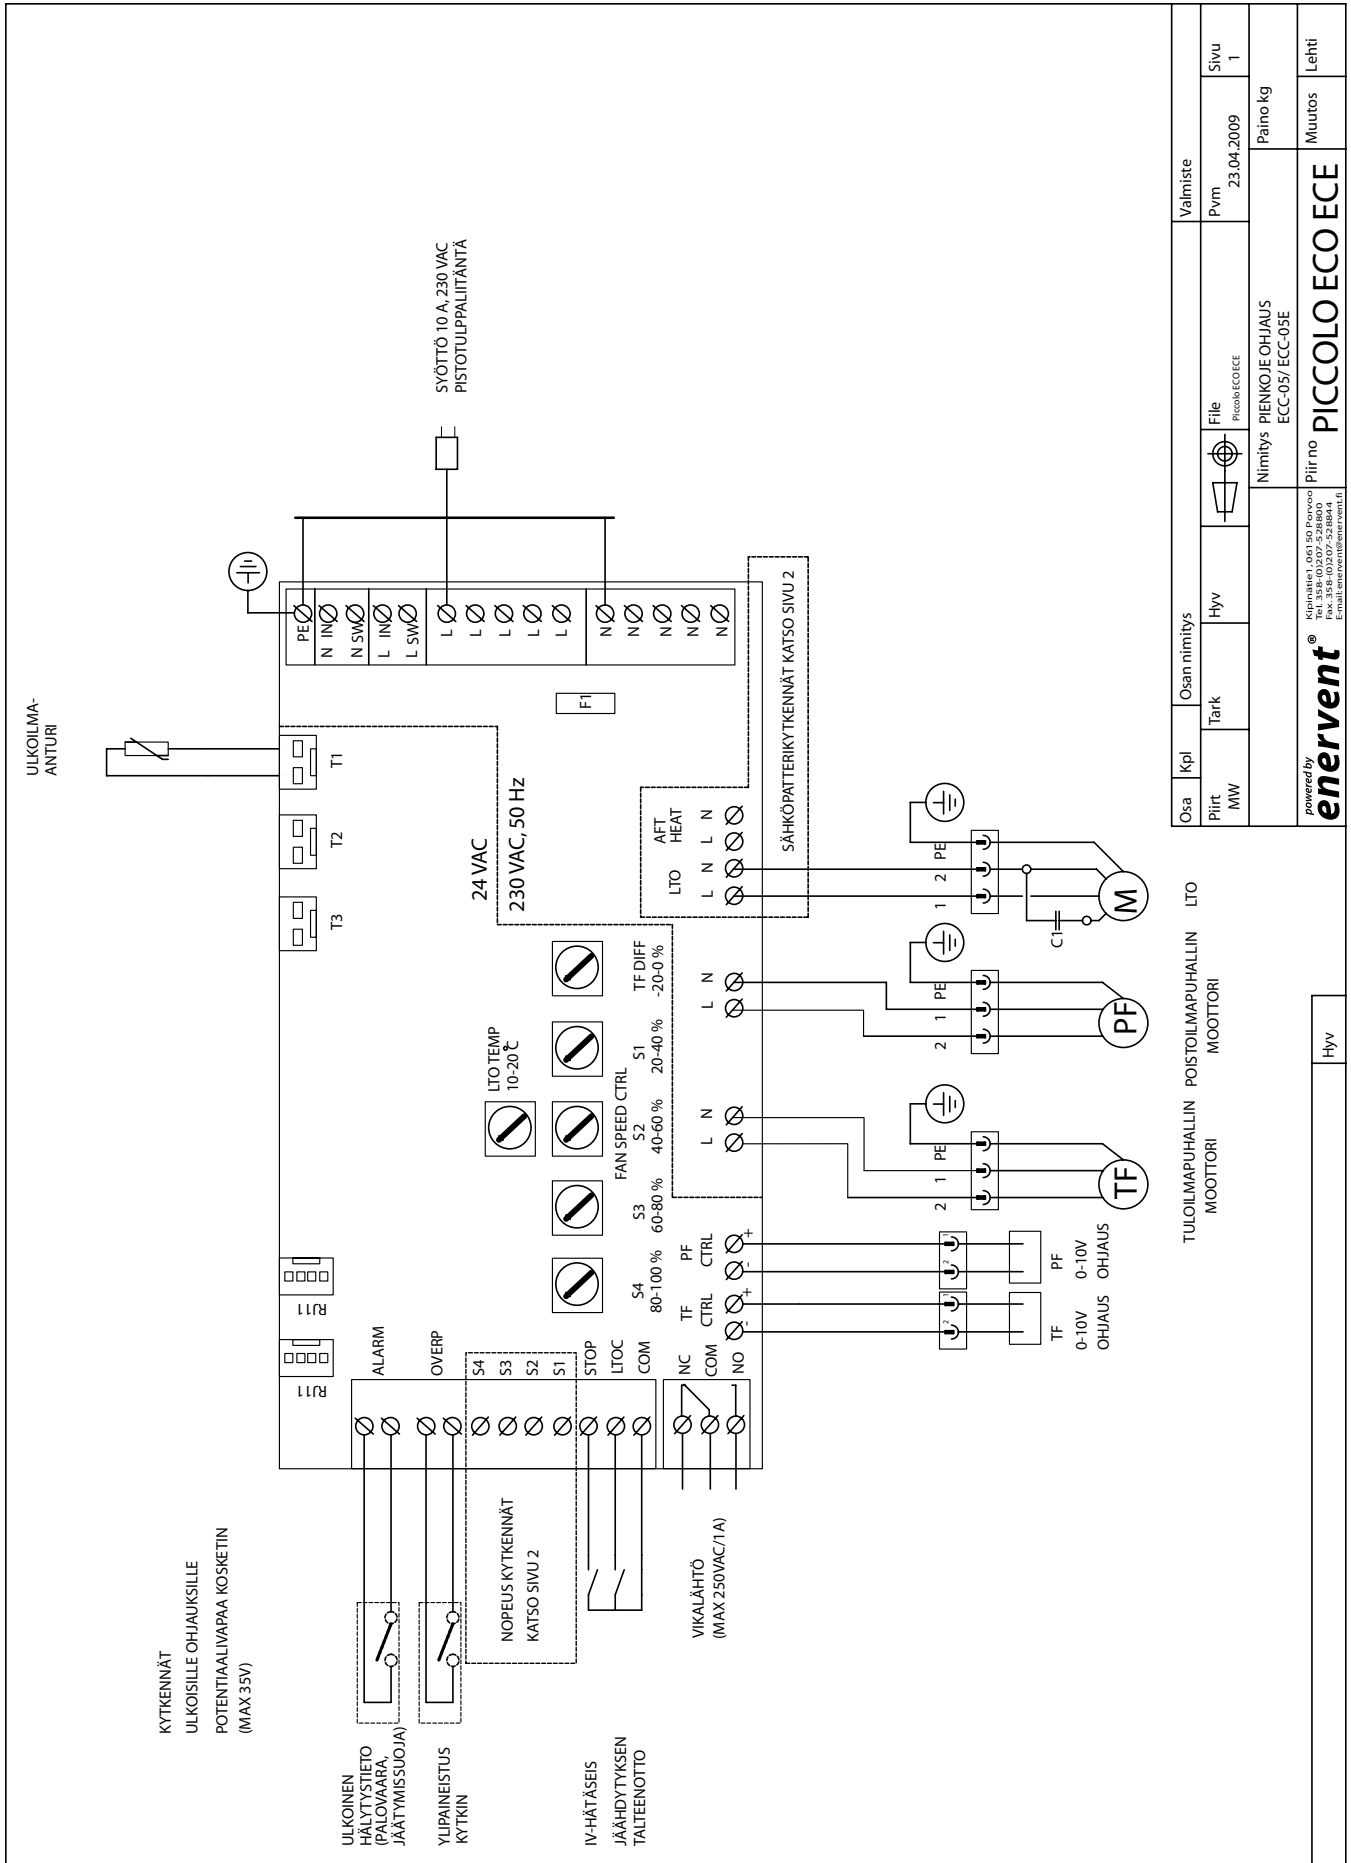 KYTKENNÄT
ULKOISILLE OHJAUKSILLE
POTENTIAALIVAPAA KOSKETIN
(MAX 35V)
ULKOINEN
HÄLYTYSTIETO
(PALOVAARA,
JÄÄTYMISSUOJA)
YLIPAINEISTUS
KYTKIN
NOPEUS KYTKENNÄT
KATSO SIVU 2
IV-HÄTÄSEIS
JÄÄHDYTYKSEN
TALTEENOTTO
VIKALÄHTÖ
(MAX 250VAC/1 A)
RJ11
RJ11
ALARM
OVERP
S4
S3
S2
S1
STOP
LTOC
COM
NC
COM
NO
LTO TEMP
10-20°C
FAN SPEED CTRL
S4
80-100 %
S3
60-80 %
S2
40-60 %
S1
20-40 %
TF DIFF
-20-0 %
TF
CTRL
- +
PF
CTRL
- +
L N
L N
LTO
L N
AFT
HEAT
L N
SÄHKÖPATTERIKYTKENNÄT KATSO SIVU 2
24 VAC
230 VAC, 50 Hz
F1
T3
T2
T1
ULKOILMA-
ANTURI
PE
N IN
N SW
L IN
L SW
L
L
L
L
L
N
N
N
N
N
SYÖTTÖ 10 A, 230 VAC
PISTOTULPPALIITÄNTÄ
2 1
2 1
2 1 PE
2 1 PE
1 2 PE
C1
TF
0-10V
OHJAUS
PF
0-10V
OHJAUS
TF
PF
M
TULOILMAPUHALLIN
MOOTTORI
POISTOILMAPUHALLIN
MOOTTORI
LTO
Hyv
Osa
Kpl
Osan nimitys
Valmiste
Piirt
MW
Tark
Hyv
File
Piccolo ECO ECE
Pvm
23.04.2009
Sivu
1
Nimitys PIENKOJE OHJAUS
ECC-05/ ECC-05E
Paino kg
powered by
enervent®
Kipinätie1, 06150 Porvoo
Tel. 358-(0)207-528800
Fax. 358-(0)207-528844
E-mail: enervent@enervent.fi
Piir no PICCOLO ECO ECE
Muutos
Lehti